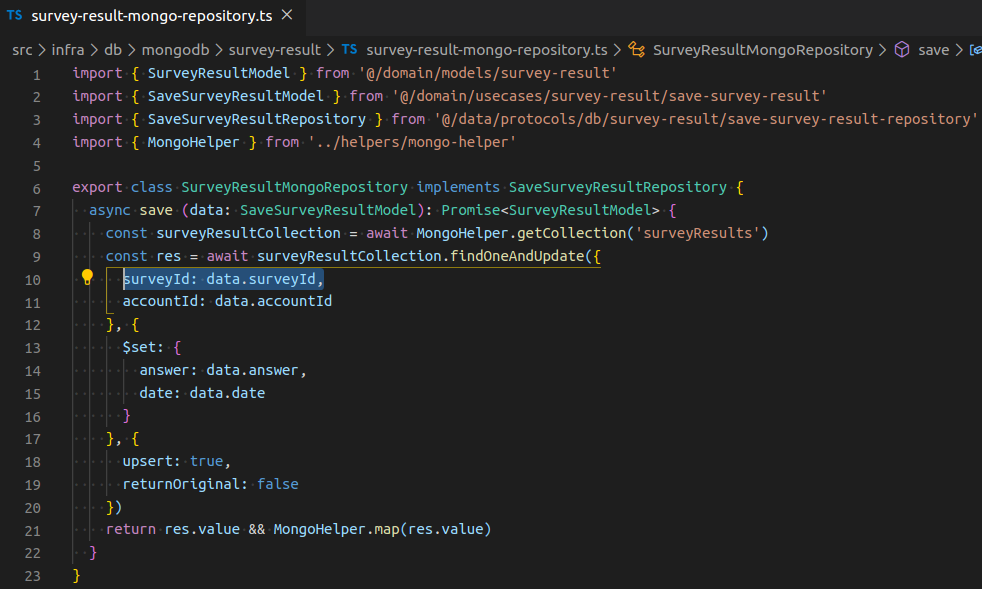 TS survey-result-mongo-repository.ts ×
src > infra > db > mongodb > survey-result > TS survey-result-mongo-repository.ts > SurveyResultMongoRepository > save >
1 import { SurveyResultModel } from '@/domain/models/survey-result'
2 import { SaveSurveyResultModel } from '@/domain/usecases/survey-result/save-survey-result'
3 import { SaveSurveyResultRepository } from '@/data/protocols/db/survey-result/save-survey-result-repository'
4 import { MongoHelper } from '../helpers/mongo-helper'
5
6 export class SurveyResultMongoRepository implements SaveSurveyResultRepository {
7   async save (data: SaveSurveyResultModel): Promise<SurveyResultModel> {
8     const surveyResultCollection = await MongoHelper.getCollection('surveyResults')
9     const res = await surveyResultCollection.findOneAndUpdate({
10       surveyId: data.surveyId,
11       accountId: data.accountId
12     }, {
13       $set: {
14         answer: data.answer,
15         date: data.date
16       }
17     }, {
18       upsert: true,
19       returnOriginal: false
20     })
21     return res.value && MongoHelper.map(res.value)
22   }
23 }